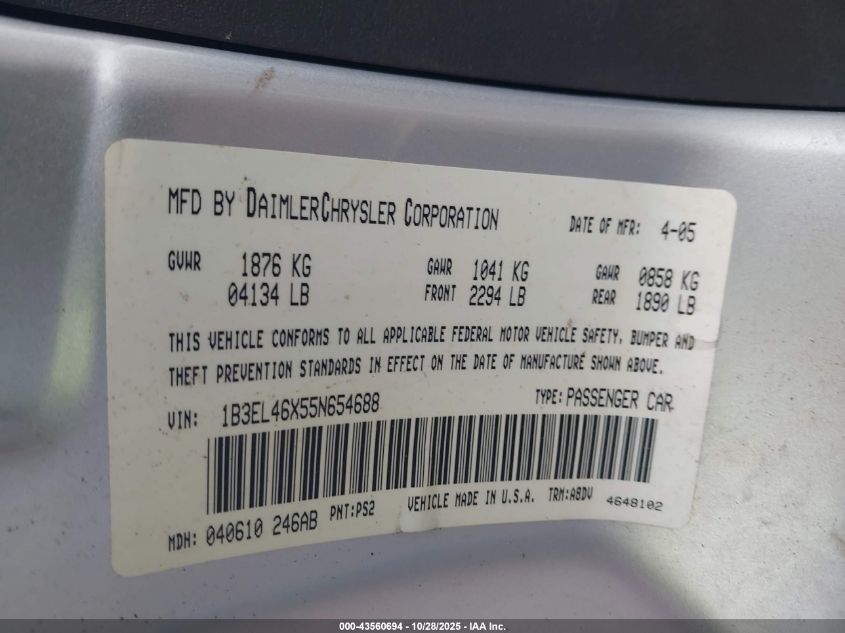 MFD BY DAIMLERCHRYSLER CORPORATION DATE OF MFR: 4-05
GVWR 1876 KG GAWR 1041 KG GAWR 0858 KG
04134 LB FRONT 2294 LB REAR 1890 LB
THIS VEHICLE CONFORMS TO ALL APPLICABLE FEDERAL MOTOR VEHICLE SAFETY, BUMPER AND
THEFT PREVENTION STANDARDS IN EFFECT ON THE DATE OF MANUFACTURE SHOWN ABOVE.
VIN: 1B3EL46X55N654688 TYPE: PASSENGER CAR
MDH: 040610 246AB PNT:PS2 VEHICLE MADE IN U.S.A. TRM:A8DV 4648102
000-43560694 | 10/28/2025 - IAA Inc.